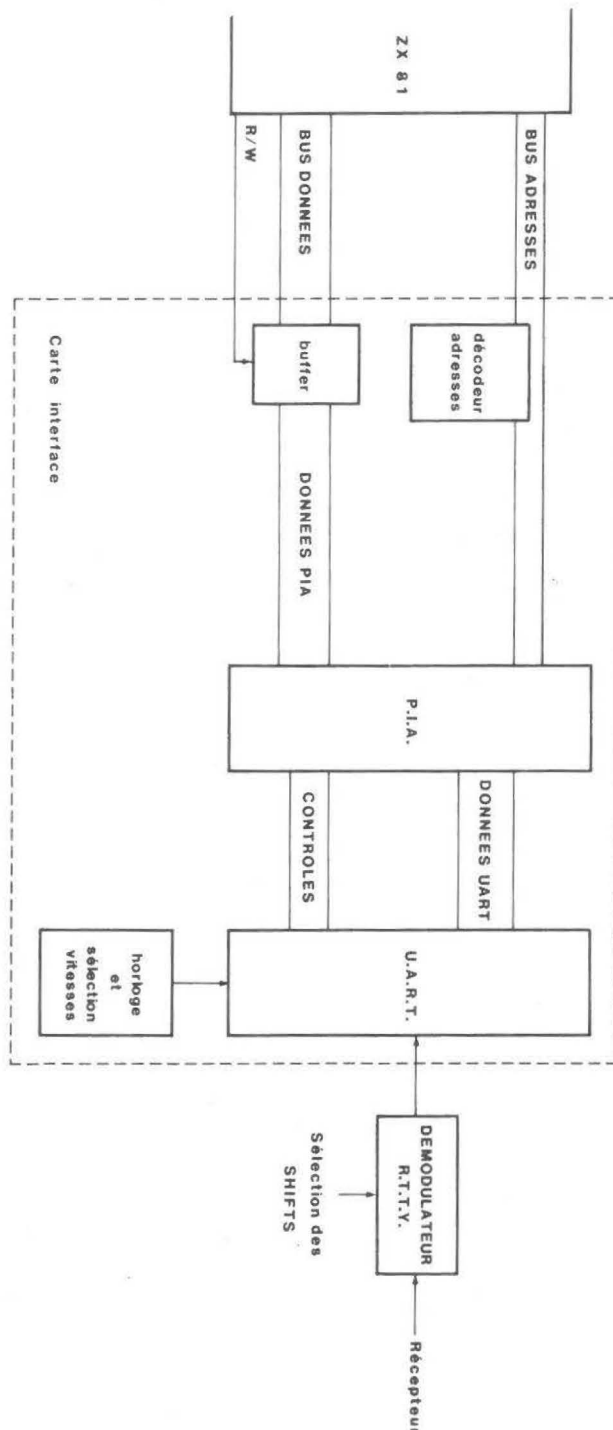 ZX 81
BUS ADRESSES
BUS DONNEES
R/W
décodeur
adresses
buffer
Carte interface
DONNEES PIA
P.I.A.
DONNEES UART
CONTROLES
U.A.R.T.
horloge
et
sélection
vitesses
DEMODULATEUR
R.T.T.Y.
Sélection des
SHIFTS
Récepteur